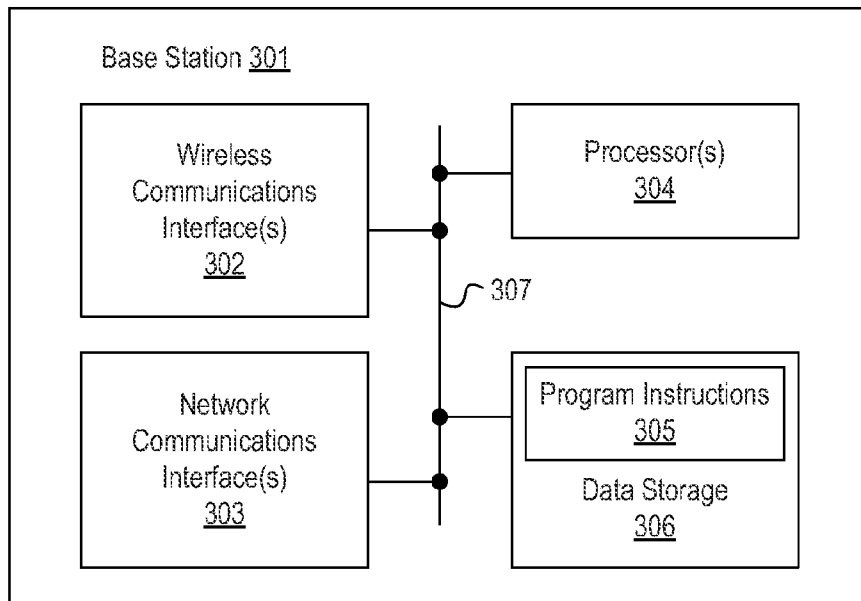 Base Station 301
Wireless
Communications
Interface(s)
302
Processor(s)
304
307
Network
Communications
Interface(s)
303
Program Instructions
305
Data Storage
306